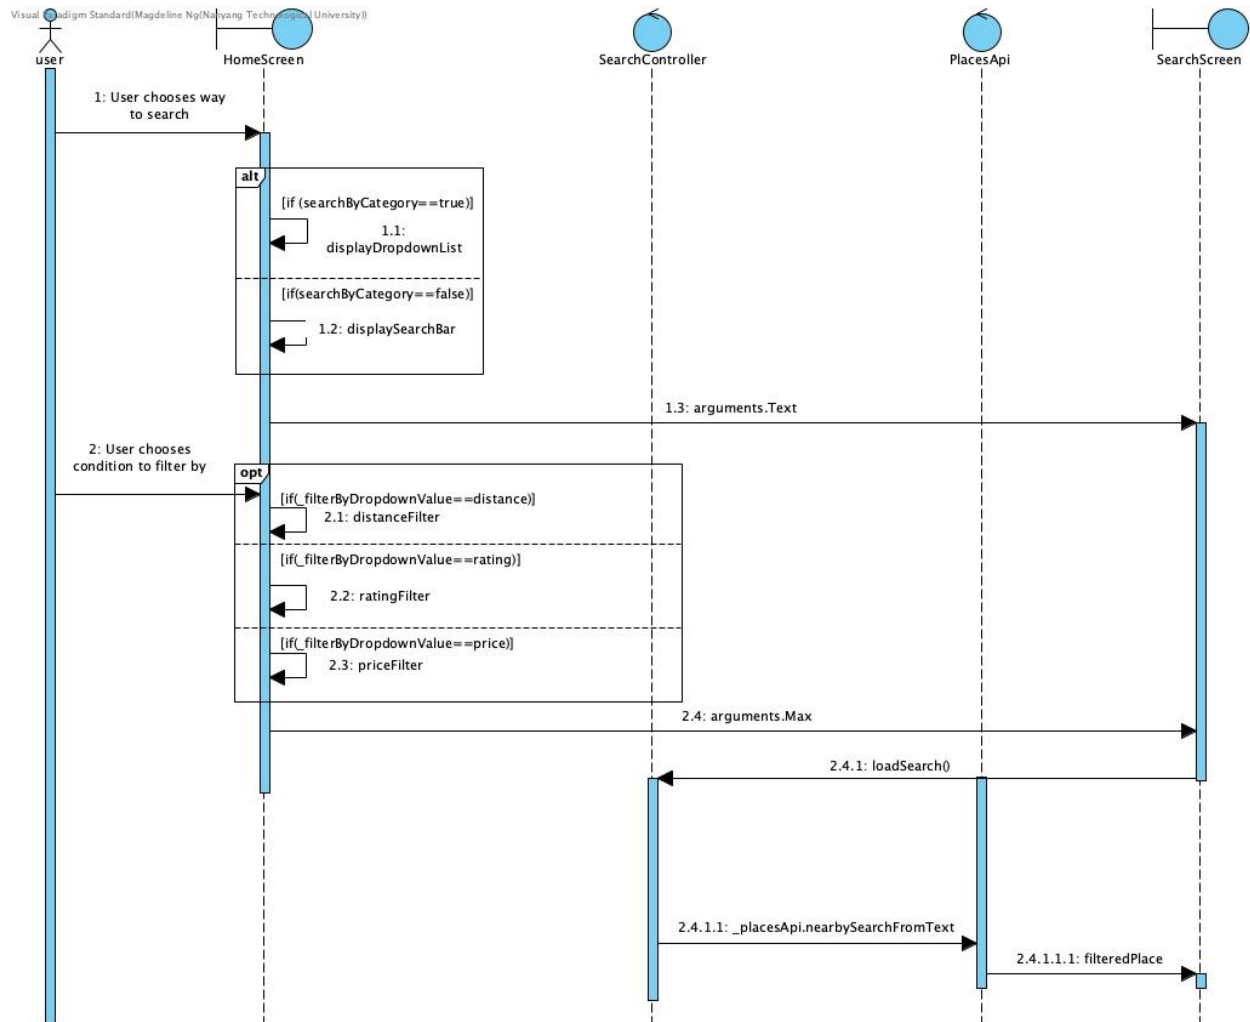 Visual Paradigm Standard(Magdeline Ng(Nanyang Technological University))
user
HomeScreen
SearchController
PlacesApi
SearchScreen
1: User chooses way
to search
alt
[if (searchByCategory==true)]
1.1:
displayDropdownList
[if(searchByCategory==false)]
1.2: displaySearchBar
1.3: arguments.Text
2: User chooses
condition to filter by
opt
[if(_filterByDropdownValue==distance)]
2.1: distanceFilter
[if(_filterByDropdownValue==rating)]
2.2: ratingFilter
[if(_filterByDropdownValue==price)]
2.3: priceFilter
2.4: arguments.Max
2.4.1: loadSearch()
2.4.1.1: _placesApi.nearbySearchFromText
2.4.1.1.1: filteredPlace